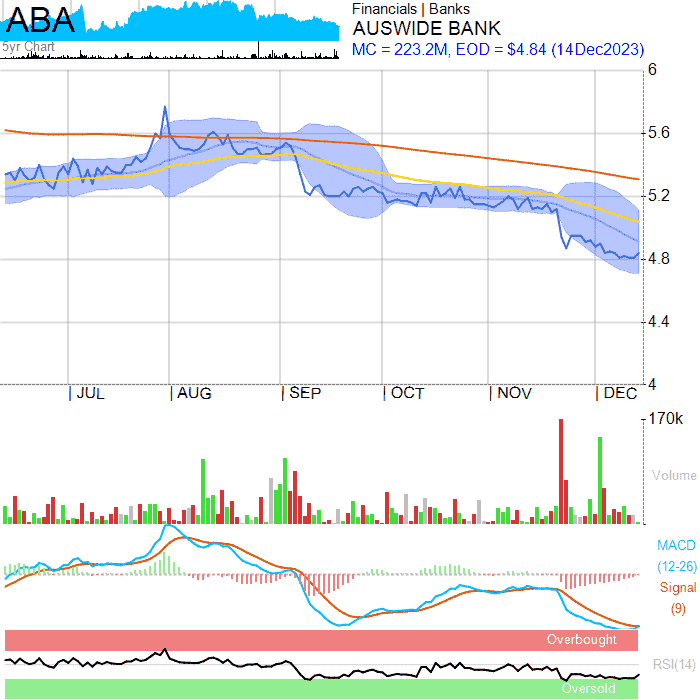 ABA
5yr Chart
Financials | Banks
AUSWIDE BANK
MC = 223.2M, EOD = $4.84 (14Dec2023)
6
5.6
5.2
4.8
4.4
4
| JUL | AUG | SEP | OCT | NOV | DEC
170k
Volume
MACD
(12-26)
Signal
(9)
Overbought
RSI(14)
Oversold